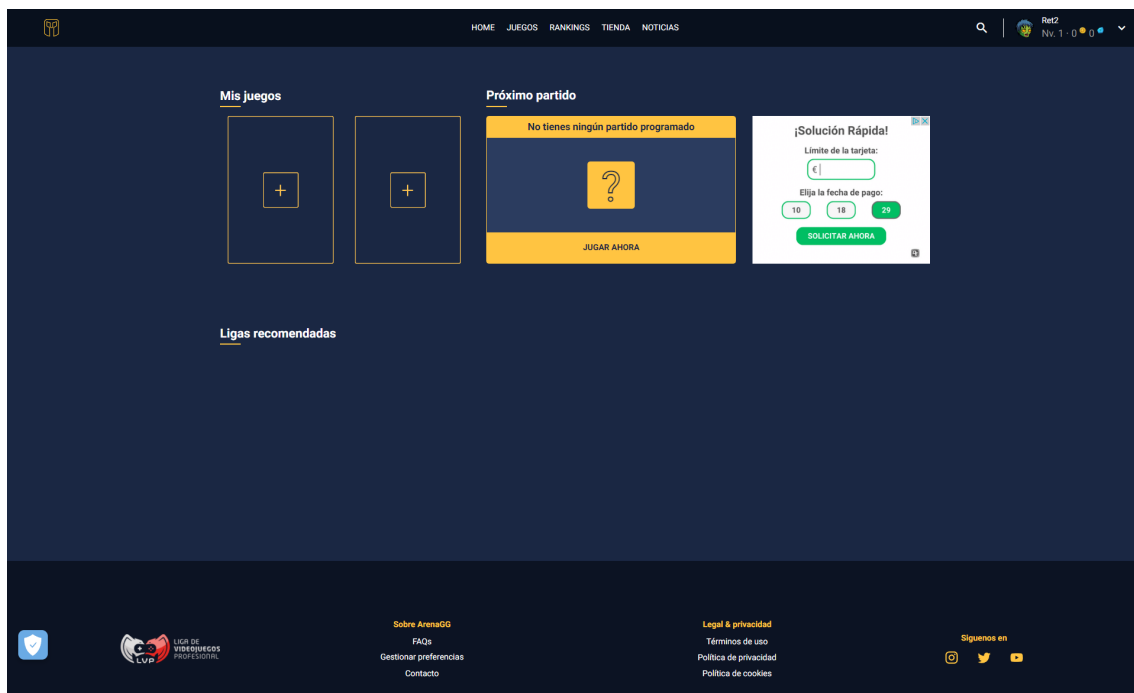 HOME JUEGOS RANKINGS TIENDA NOTICIAS
Ret2
Nv. 1 · 0 0
Mis juegos
Próximo partido
No tienes ningún partido programado
?
JUGAR AHORA
¡Solución Rápida!
Límite de la tarjeta:
€
Elija la fecha de pago:
10 18 29
SOLICITAR AHORA
Ligas recomendadas
LVP
LIGA DE
VIDEOJUEGOS
PROFESIONAL
Sobre ArenaGG
FAQs
Gestionar preferencias
Contacto
Legal & privacidad
Términos de uso
Política de privacidad
Política de cookies
Siguenos en